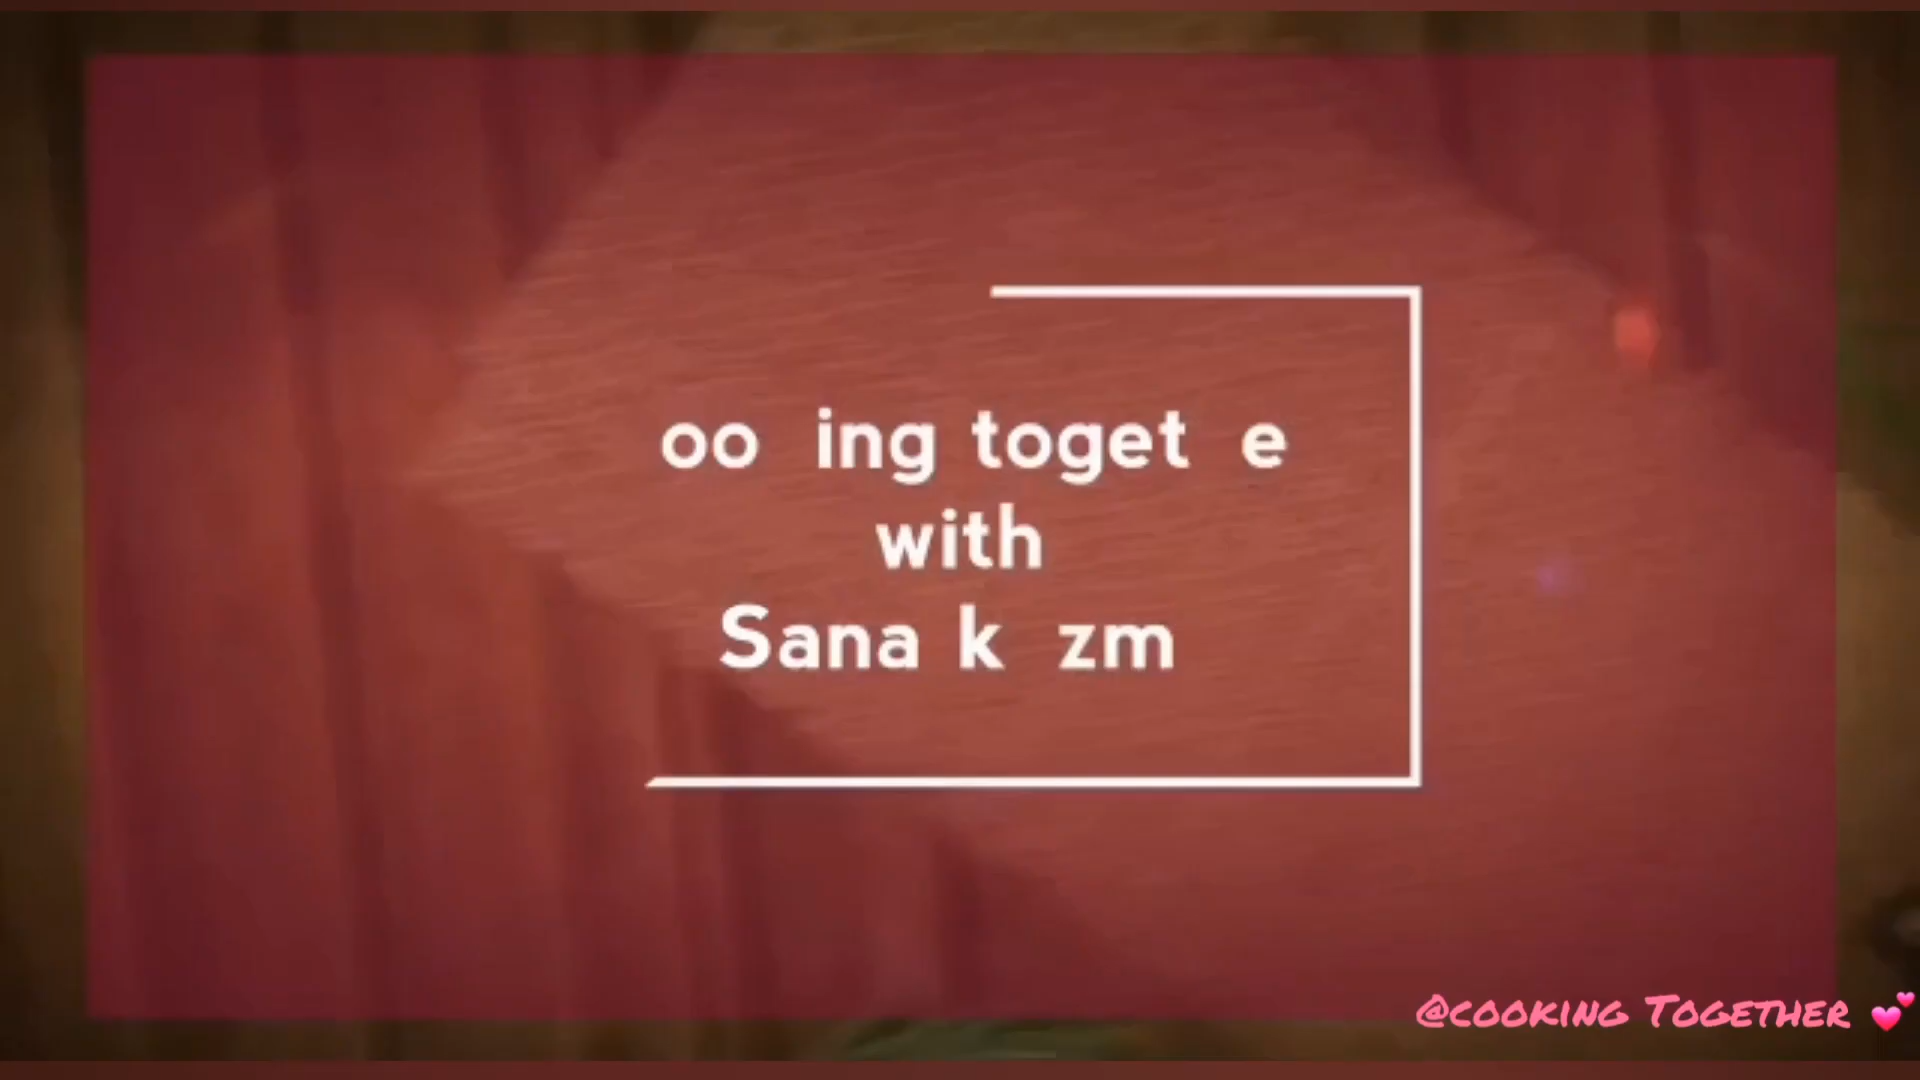 oo ing toget e
with
Sana k zm
@cooking Together 💕